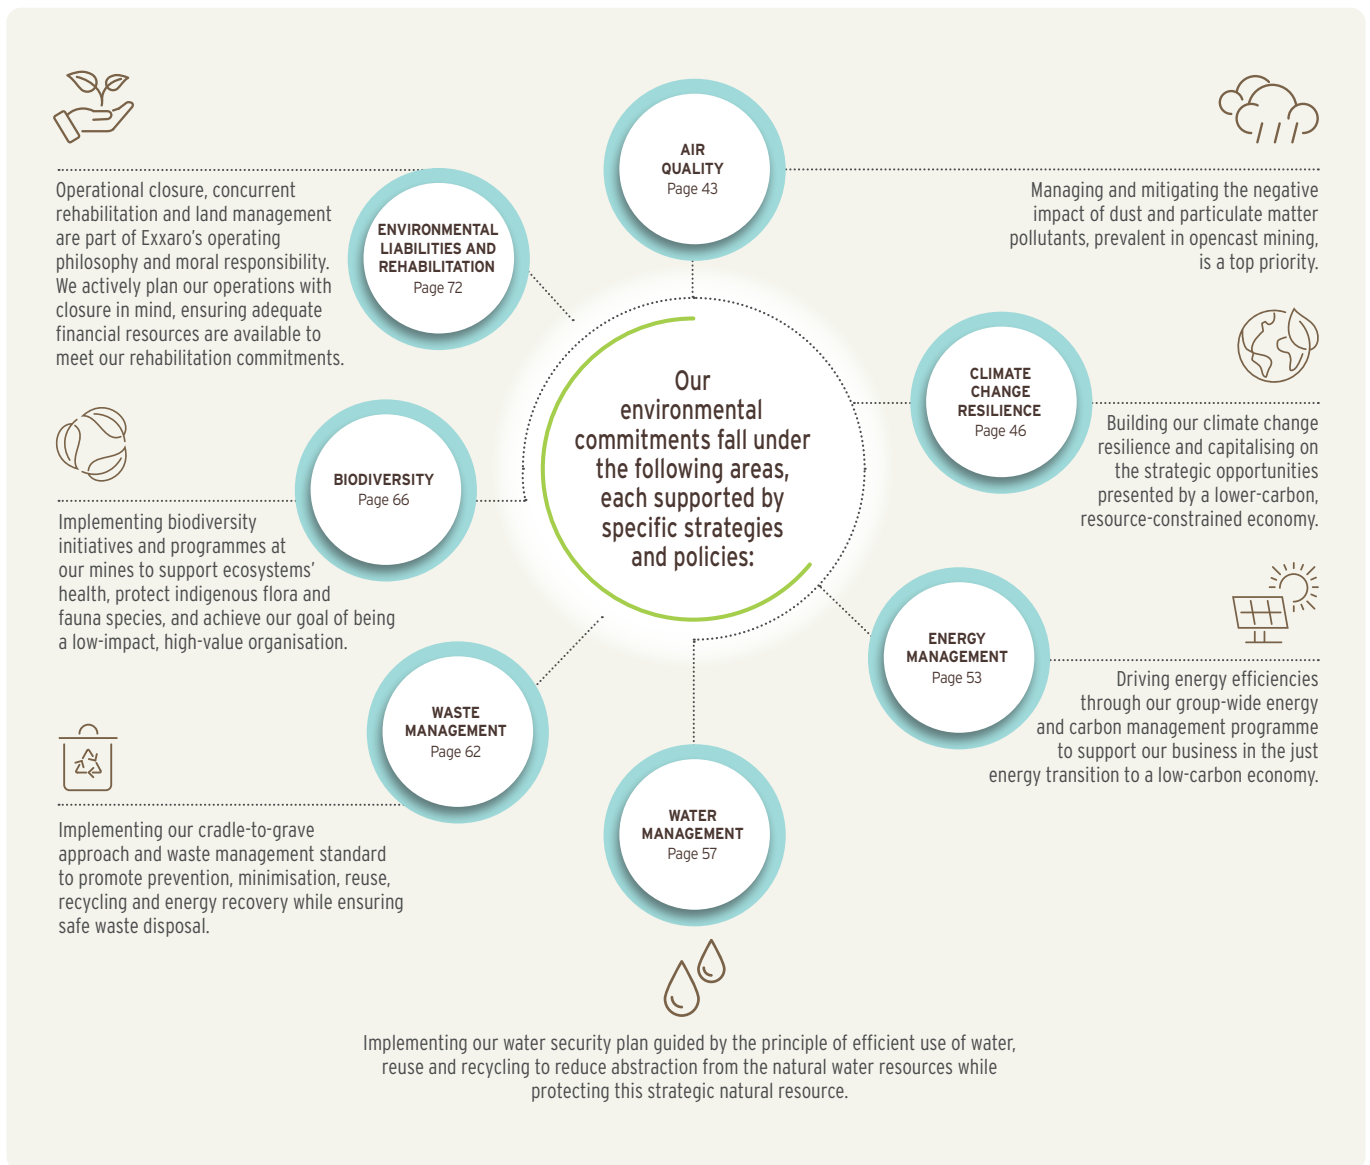 Our
environmental
commitments fall under
the following areas,
each supported by
specific strategies
and policies:
AIR
QUALITY
Page 43
Managing and mitigating the negative
impact of dust and particulate matter
pollutants, prevalent in opencast mining,
is a top priority.
CLIMATE
CHANGE
RESILIENCE
Page 46
Building our climate change
resilience and capitalising on
the strategic opportunities
presented by a lower-carbon,
resource-constrained economy.
ENERGY
MANAGEMENT
Page 53
Driving energy efficiencies
through our group-wide energy
and carbon management programme
to support our business in the just
energy transition to a low-carbon economy.
WATER
MANAGEMENT
Page 57
Implementing our water security plan guided by the principle of efficient use of water,
reuse and recycling to reduce abstraction from the natural water resources while
protecting this strategic natural resource.
WASTE
MANAGEMENT
Page 62
Implementing our cradle-to-grave
approach and waste management standard
to promote prevention, minimisation, reuse,
recycling and energy recovery while ensuring
safe waste disposal.
BIODIVERSITY
Page 66
Implementing biodiversity
initiatives and programmes at
our mines to support ecosystems'
health, protect indigenous flora and
fauna species, and achieve our goal of being
a low-impact, high-value organisation.
ENVIRONMENTAL
LIABILITIES AND
REHABILITATION
Page 72
Operational closure, concurrent
rehabilitation and land management
are part of Exxaro's operating
philosophy and moral responsibility.
We actively plan our operations with
closure in mind, ensuring adequate
financial resources are available to
meet our rehabilitation commitments.